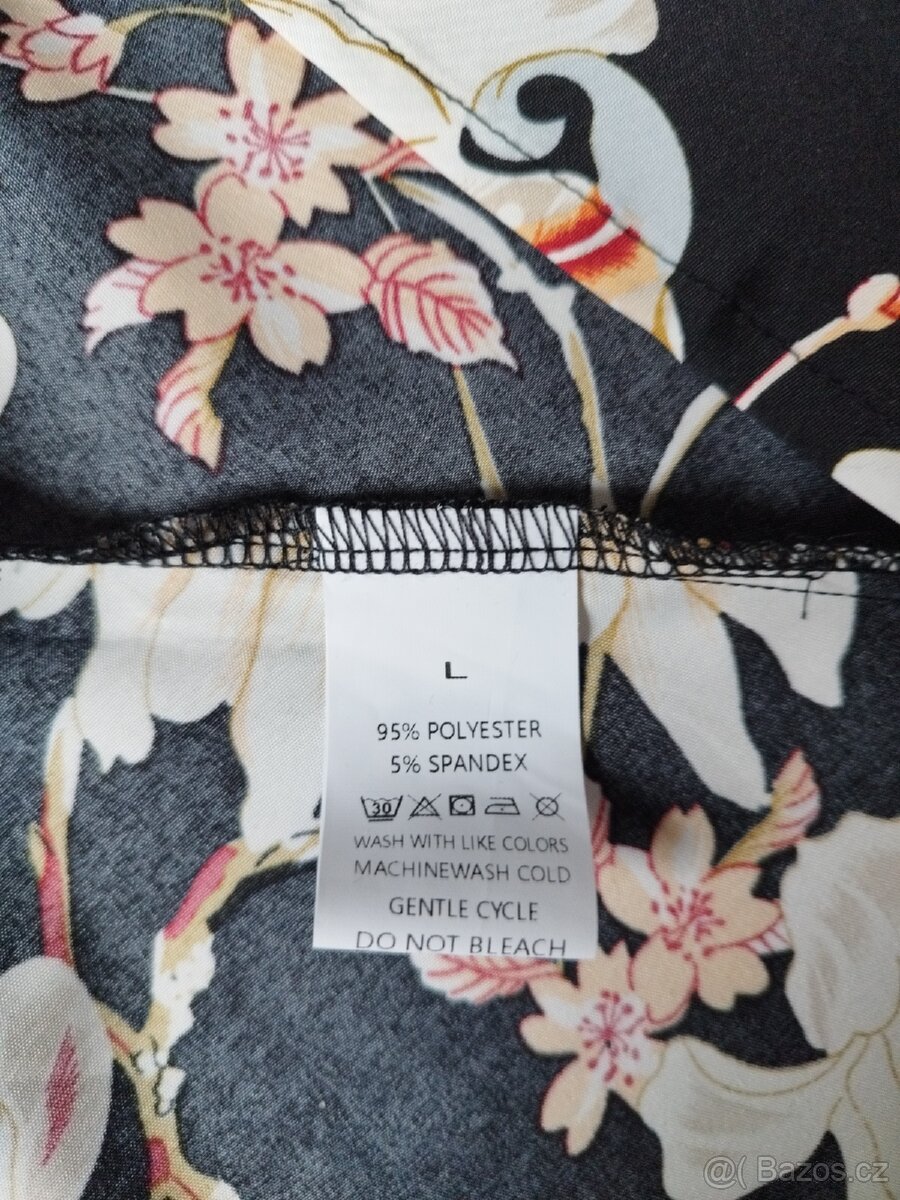 L
95% POLYESTER
5% SPANDEX
30
WASH WITH LIKE COLORS
MACHINEWASH COLD
GENTLE CYCLE
DO NOT BLEACH
@( Bazos.cz